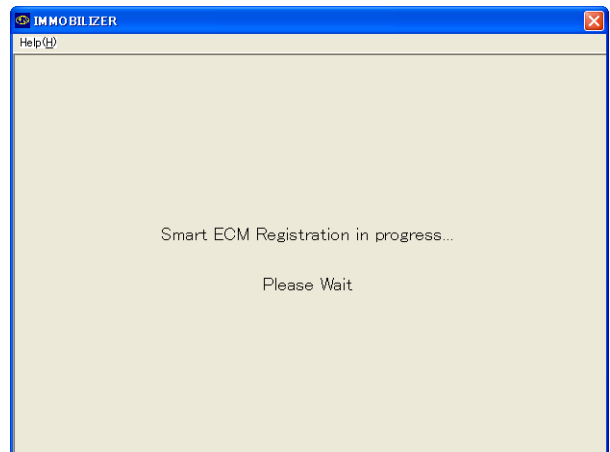 IMMOBILIZER
Help(H)
Smart ECM Registration in progress...
Please Wait